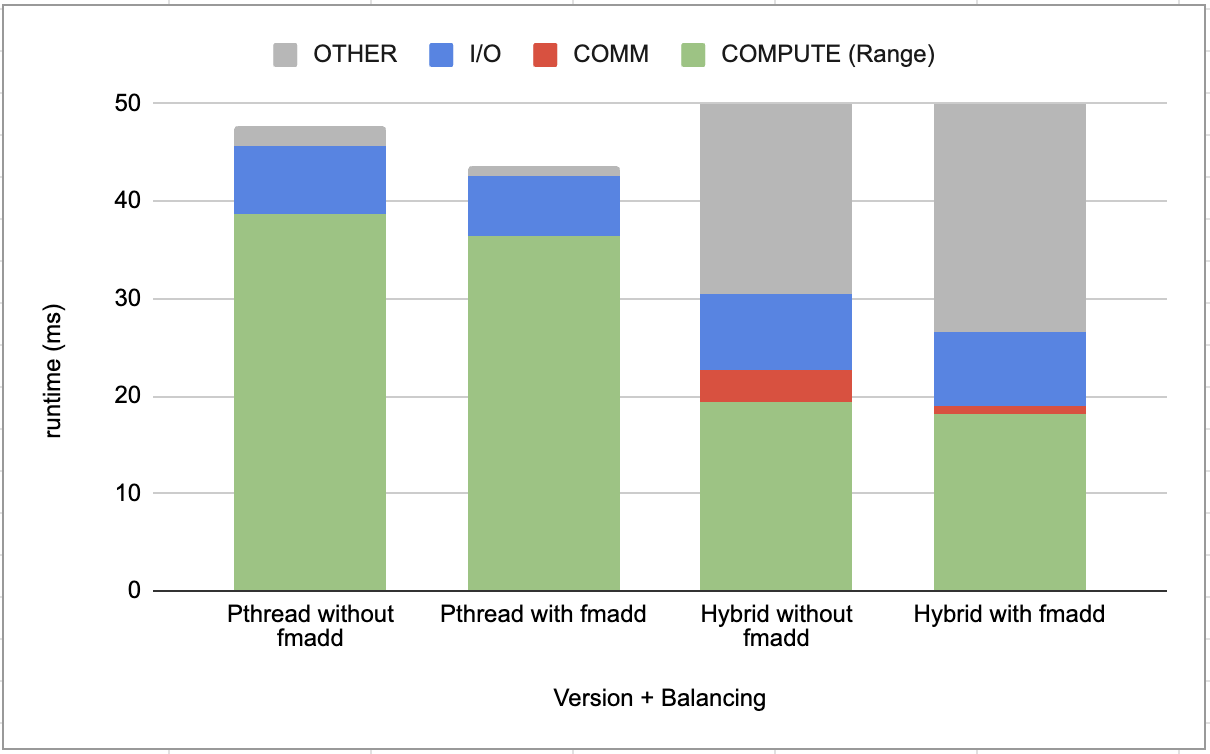 OTHER I/O COMM COMPUTE (Range)
50
40
30
20
10
0
runtime (ms)
Pthread without fmadd
Pthread with fmadd
Hybrid without fmadd
Hybrid with fmadd
Version + Balancing